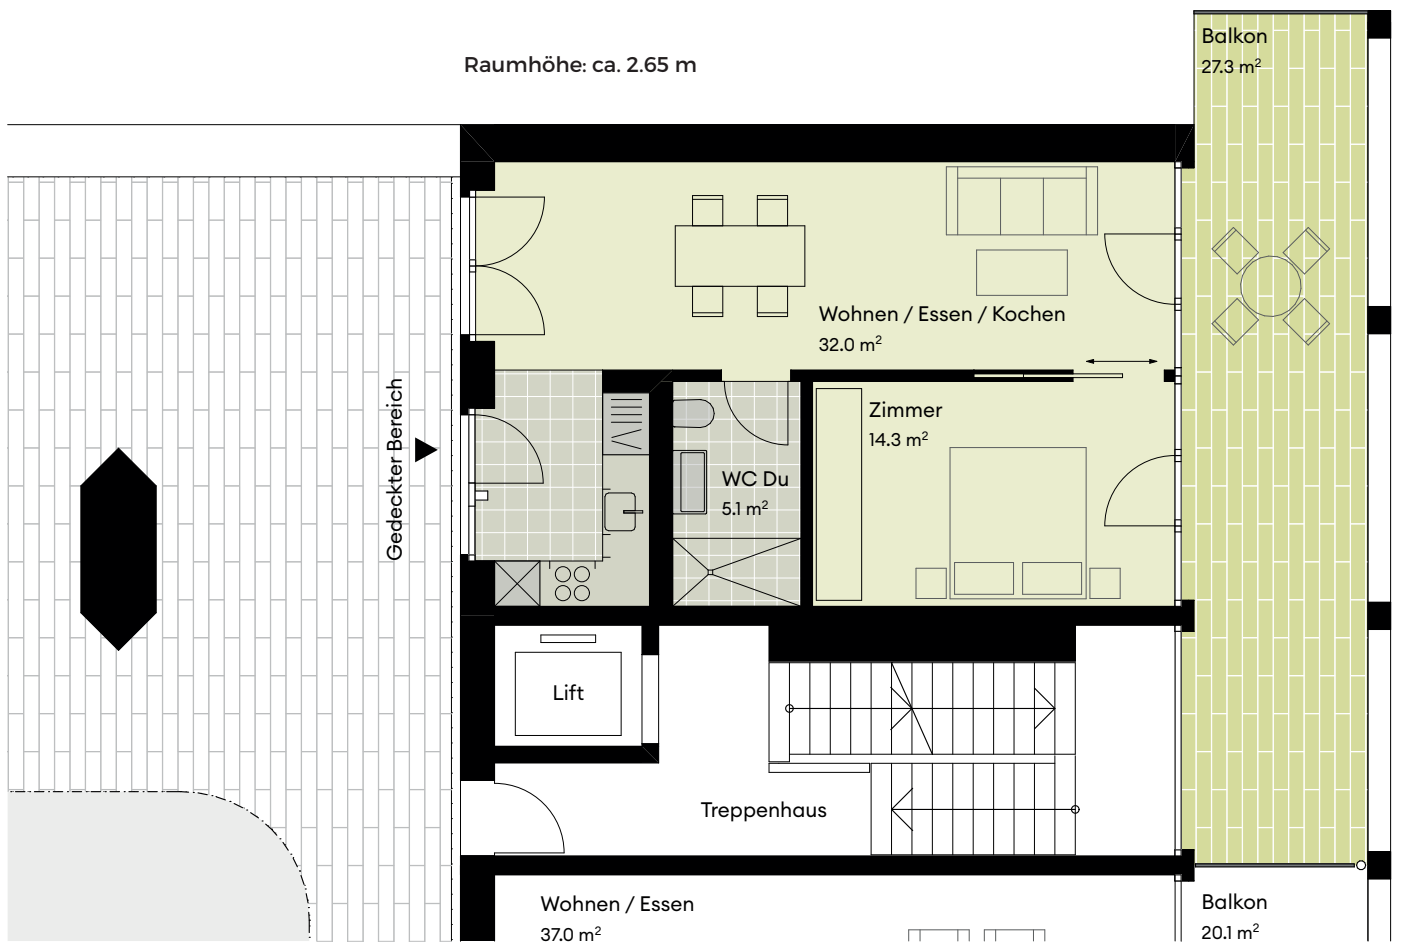 Raumhöhe: ca. 2.65 m
Balkon
27.3 m²
Wohnen / Essen / Kochen
32.0 m²
Gedeckter Bereich
Zimmer
14.3 m²
WC Du
5.1 m²
Lift
Treppenhaus
Wohnen / Essen
37.0 m²
Balkon
20.1 m²